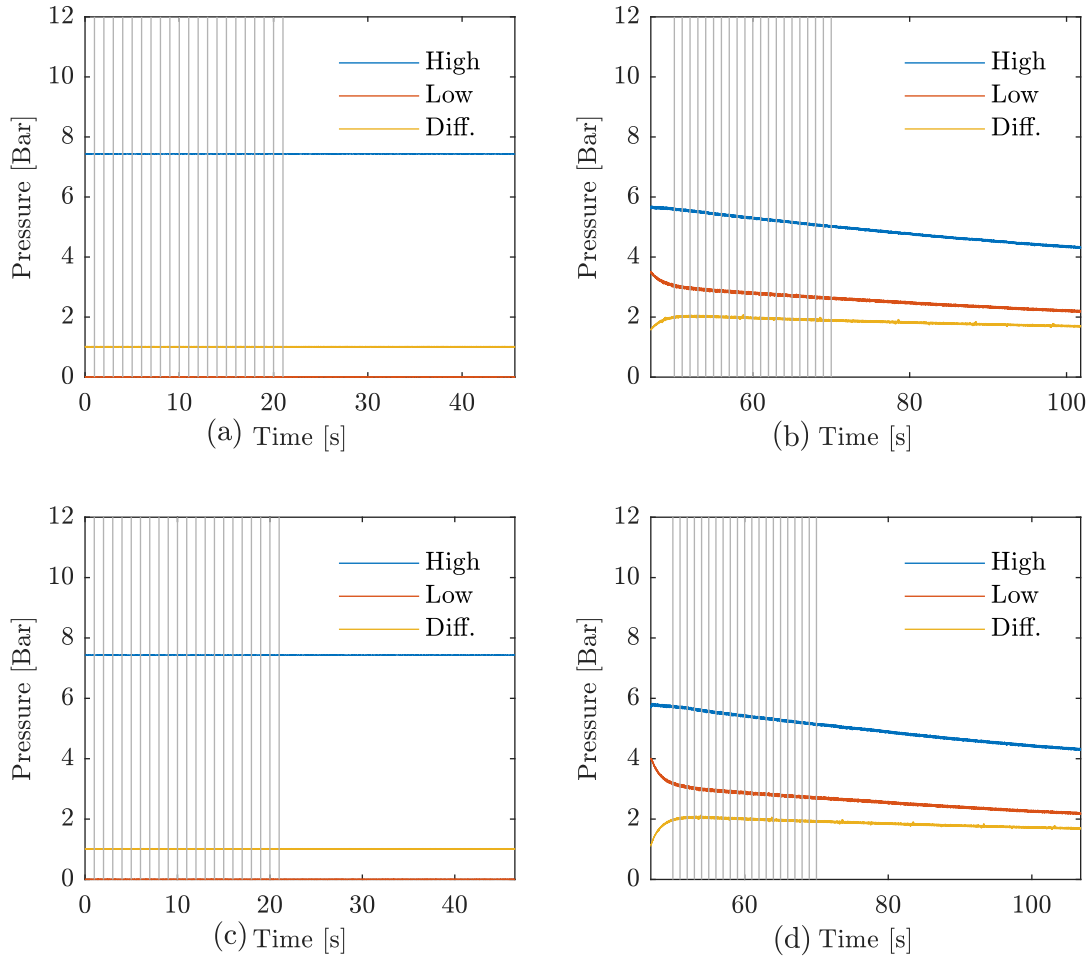 12
10
8
6
4
2
0
Pressure [Bar]
High
Low
Diff.
0 10 20 30 40
(a) Time [s]
12
10
8
6
4
2
0
Pressure [Bar]
High
Low
Diff.
60 80 100
(b) Time [s]
12
10
8
6
4
2
0
Pressure [Bar]
High
Low
Diff.
0 10 20 30 40
(c) Time [s]
12
10
8
6
4
2
0
Pressure [Bar]
High
Low
Diff.
60 80 100
(d) Time [s]